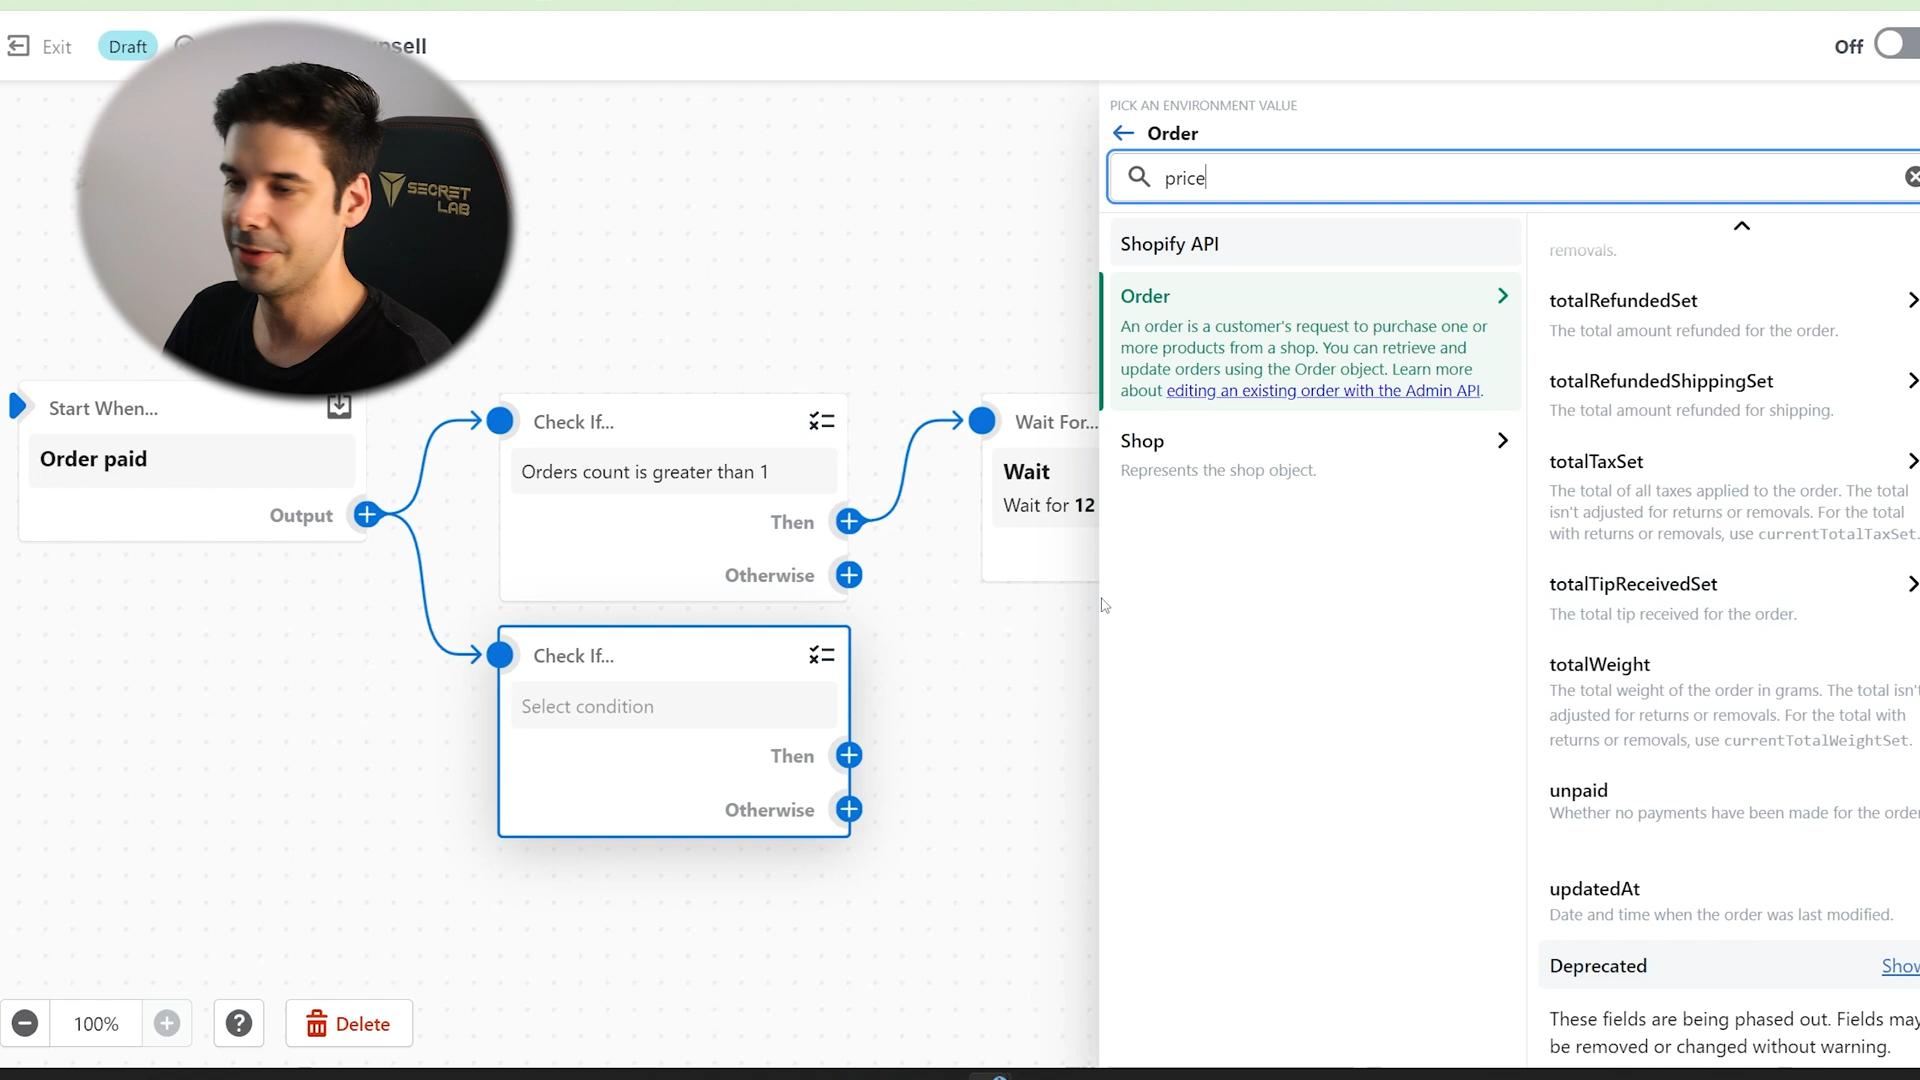 Exit
Draft
psell
Off
SECRET
LAB
PICK AN ENVIRONMENT VALUE
Order
price
Shopify API
Order
An order is a customer's request to purchase one or
more products from a shop. You can retrieve and
update orders using the Order object. Learn more
about editing an existing order with the Admin API.
Shop
Represents the shop object.
removals.
totalRefundedSet
The total amount refunded for the order.
totalRefundedShippingSet
The total amount refunded for shipping.
totalTaxSet
The total of all taxes applied to the order. The total
isn't adjusted for returns or removals. For the total
with returns or removals, use currentTotalTaxSet.
totalTipReceivedSet
The total tip received for the order.
totalWeight
The total weight of the order in grams. The total isn't
adjusted for returns or removals. For the total with
returns or removals, use currentTotalWeightSet.
unpaid
Whether no payments have been made for the order
updatedAt
Date and time when the order was last modified.
Deprecated
Show
These fields are being phased out. Fields may
be removed or changed without warning.
Start When...
Order paid
Output
Check If...
Orders count is greater than 1
Then
Otherwise
Wait For...
Wait
Wait for 12
Check If...
Select condition
Then
Otherwise
100%
?
Delete